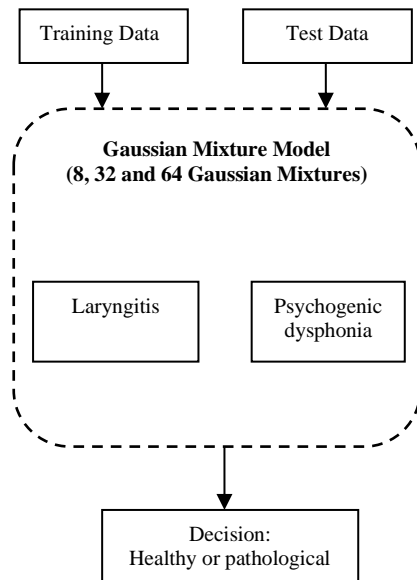 Training Data
Test Data
Gaussian Mixture Model
(8, 32 and 64 Gaussian Mixtures)
Laryngitis
Psychogenic
dysphonia
Decision:
Healthy or pathological